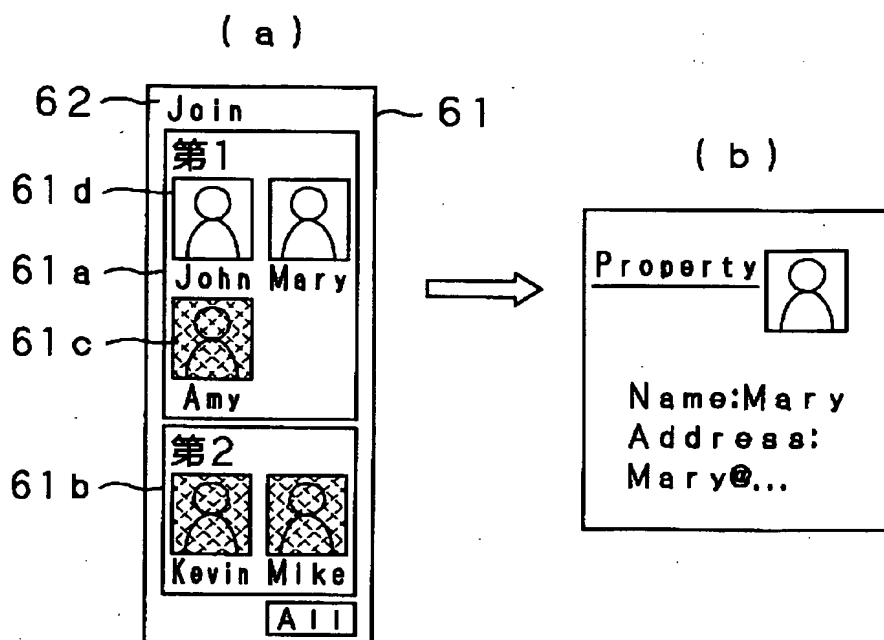 (a)
62
Join
61
第1
61d
John Mary
61a
61c
Amy
第2
61b
Kevin Mike
All
(b)
Property
Name:Mary
Address:
Mary@...